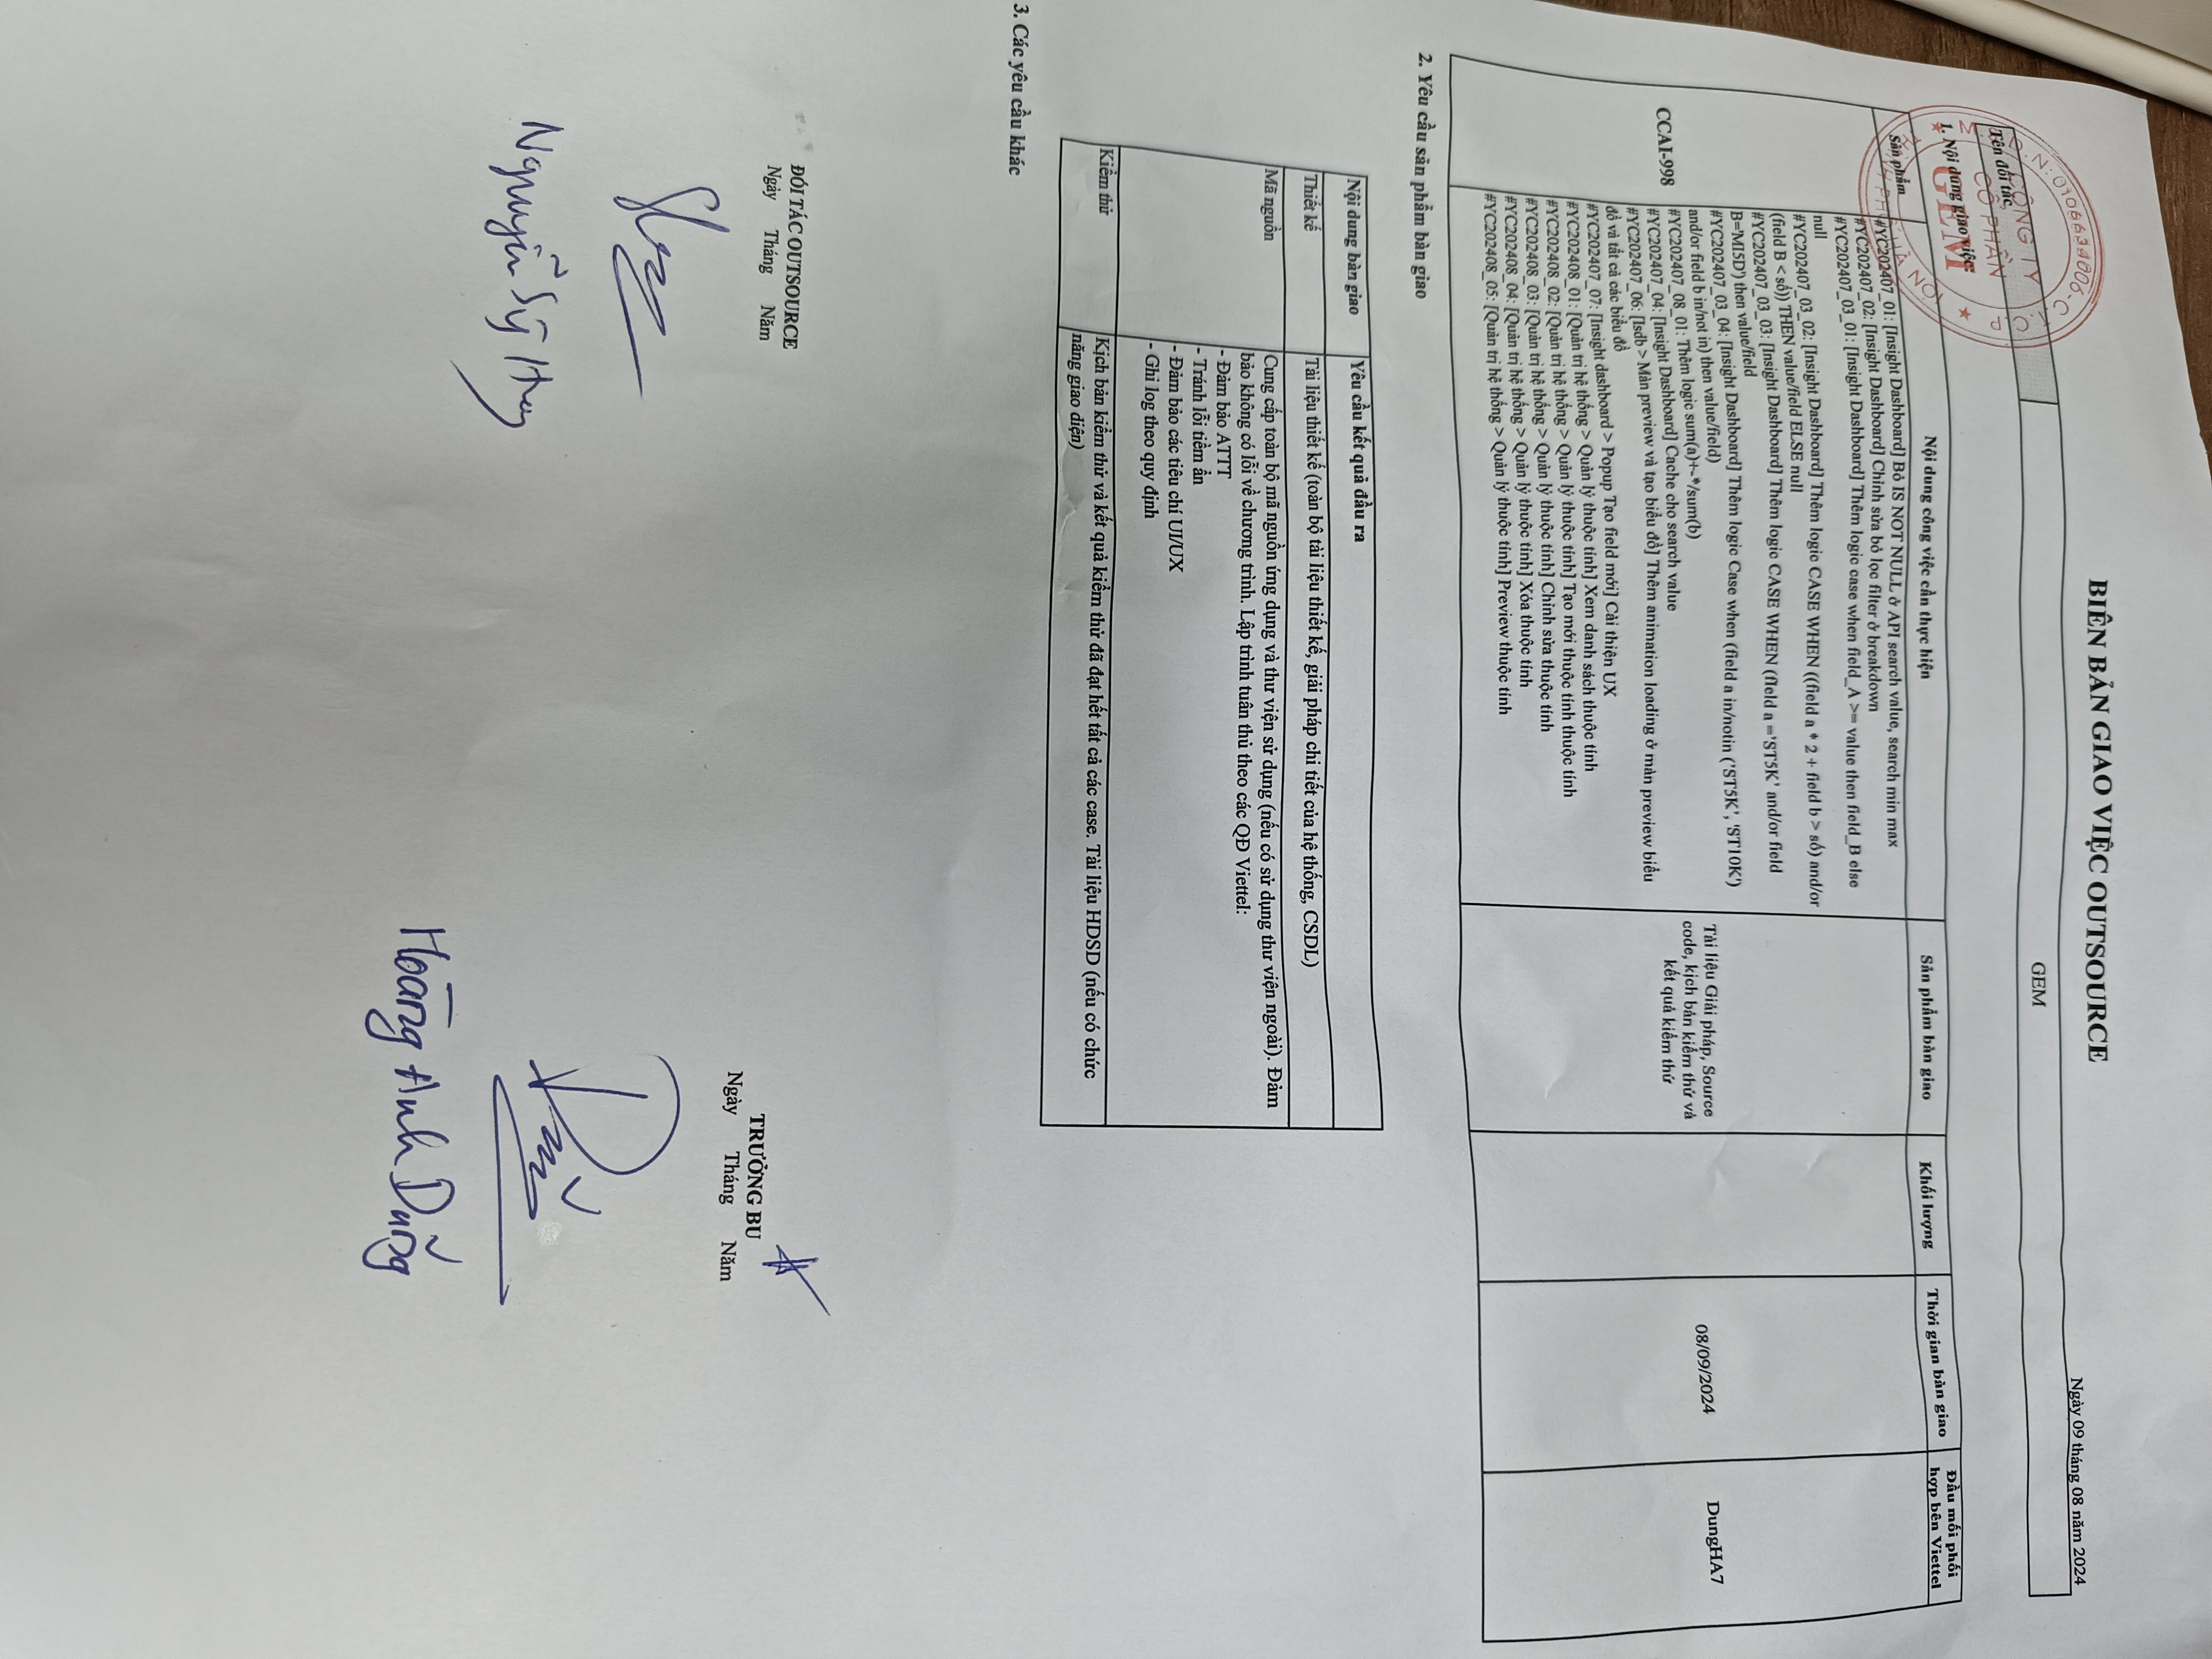 BIÊN BẢN GIAO VIỆC OUTSOURCE
Ngày 09 tháng 08 năm 2024
Tên đối tác
GEM
1. Nội dung giao việc:
CÔNG TY
CỔ PHẦN
GEM
Sản phẩm
Nội dung công việc cần thực hiện
Sản phẩm bàn giao
Khối lượng
Thời gian bàn giao
Đầu mối phối
hợp bên Viettel
CCAI-998
#YC202407_01: [Insight Dashboard] Bỏ IS NOT NULL ở API search value, search min max
#YC202407_02: [Insight Dashboard] Chỉnh sửa bỏ lọc filter ở breakdown
#YC202407_03_01: [Insight Dashboard] Thêm logic case when field_A >= value then field_B else
null
#YC202407_03_02: [Insight Dashboard] Thêm logic CASE WHEN ((field a * 2 + field b > số) and/or
(field B < số)) THEN value/field ELSE null
#YC202407_03_03: [Insight Dashboard] Thêm logic CASE WHEN (field a ='ST5K' and/or field
B=MI5D') then value/field
#YC202407_03_04: [Insight Dashboard] Thêm logic Case when (field a in/notin ('ST5K', 'ST10K')
and/or field b in/not in) then value/field)
#YC202407_08_01: Thêm logic sum(a)+-*/sum(b)
#YC202407_04: [Insight Dashboard] Cache cho search value
#YC202407_06: [Isdb > Màn preview và tạo biểu đồ] Thêm animation loading ở màn preview biểu
đồ và tất cả các biểu đồ
#YC202407_07: [Insight dashboard > Popup Tạo field mới] Cải thiện UX
#YC202408_01: [Quản trị hệ thống > Quản lý thuộc tính] Xem danh sách thuộc tính
#YC202408_02: [Quản trị hệ thống > Quản lý thuộc tính] Tạo mới thuộc tính thuộc tính
#YC202408_03: [Quản trị hệ thống > Quản lý thuộc tính] Chỉnh sửa thuộc tính
#YC202408_04: [Quản trị hệ thống > Quản lý thuộc tính] Xóa thuộc tính
#YC202408_05: [Quản trị hệ thống > Quản lý thuộc tính] Preview thuộc tính
Tài liệu Giải pháp, Source
code, kịch bản kiểm thử và
kết quả kiểm thử
08/09/2024
DungHA7
2. Yêu cầu sản phẩm bàn giao
Nội dung bàn giao
Yêu cầu kết quả đầu ra
Thiết kế
Tài liệu thiết kế (toàn bộ tài liệu thiết kế, giải pháp chi tiết của hệ thống, CSDL)
Mã nguồn
Cung cấp toàn bộ mã nguồn ứng dụng và thư viện sử dụng (nếu có sử dụng thư viện ngoài). Đảm
bảo không có lỗi về chương trình. Lập trình tuân thủ theo các QĐ Viettel:
- Đảm bảo ATTT
- Tránh lỗi tiềm ẩn
- Đảm bảo các tiêu chí UI/UX
- Ghi log theo quy định
Kiểm thử
Kịch bản kiểm thử và kết quả kiểm thử đã đạt hết tất cả các case. Tài liệu HDSD (nếu có chức
năng giao diện)
3. Các yêu cầu khác
ĐỐI TÁC OUTSOURCE
Ngày Tháng Năm
Nguyễn Sỹ Huy
TRƯỞNG BU
Ngày Tháng Năm
Hoàng Anh Dũng